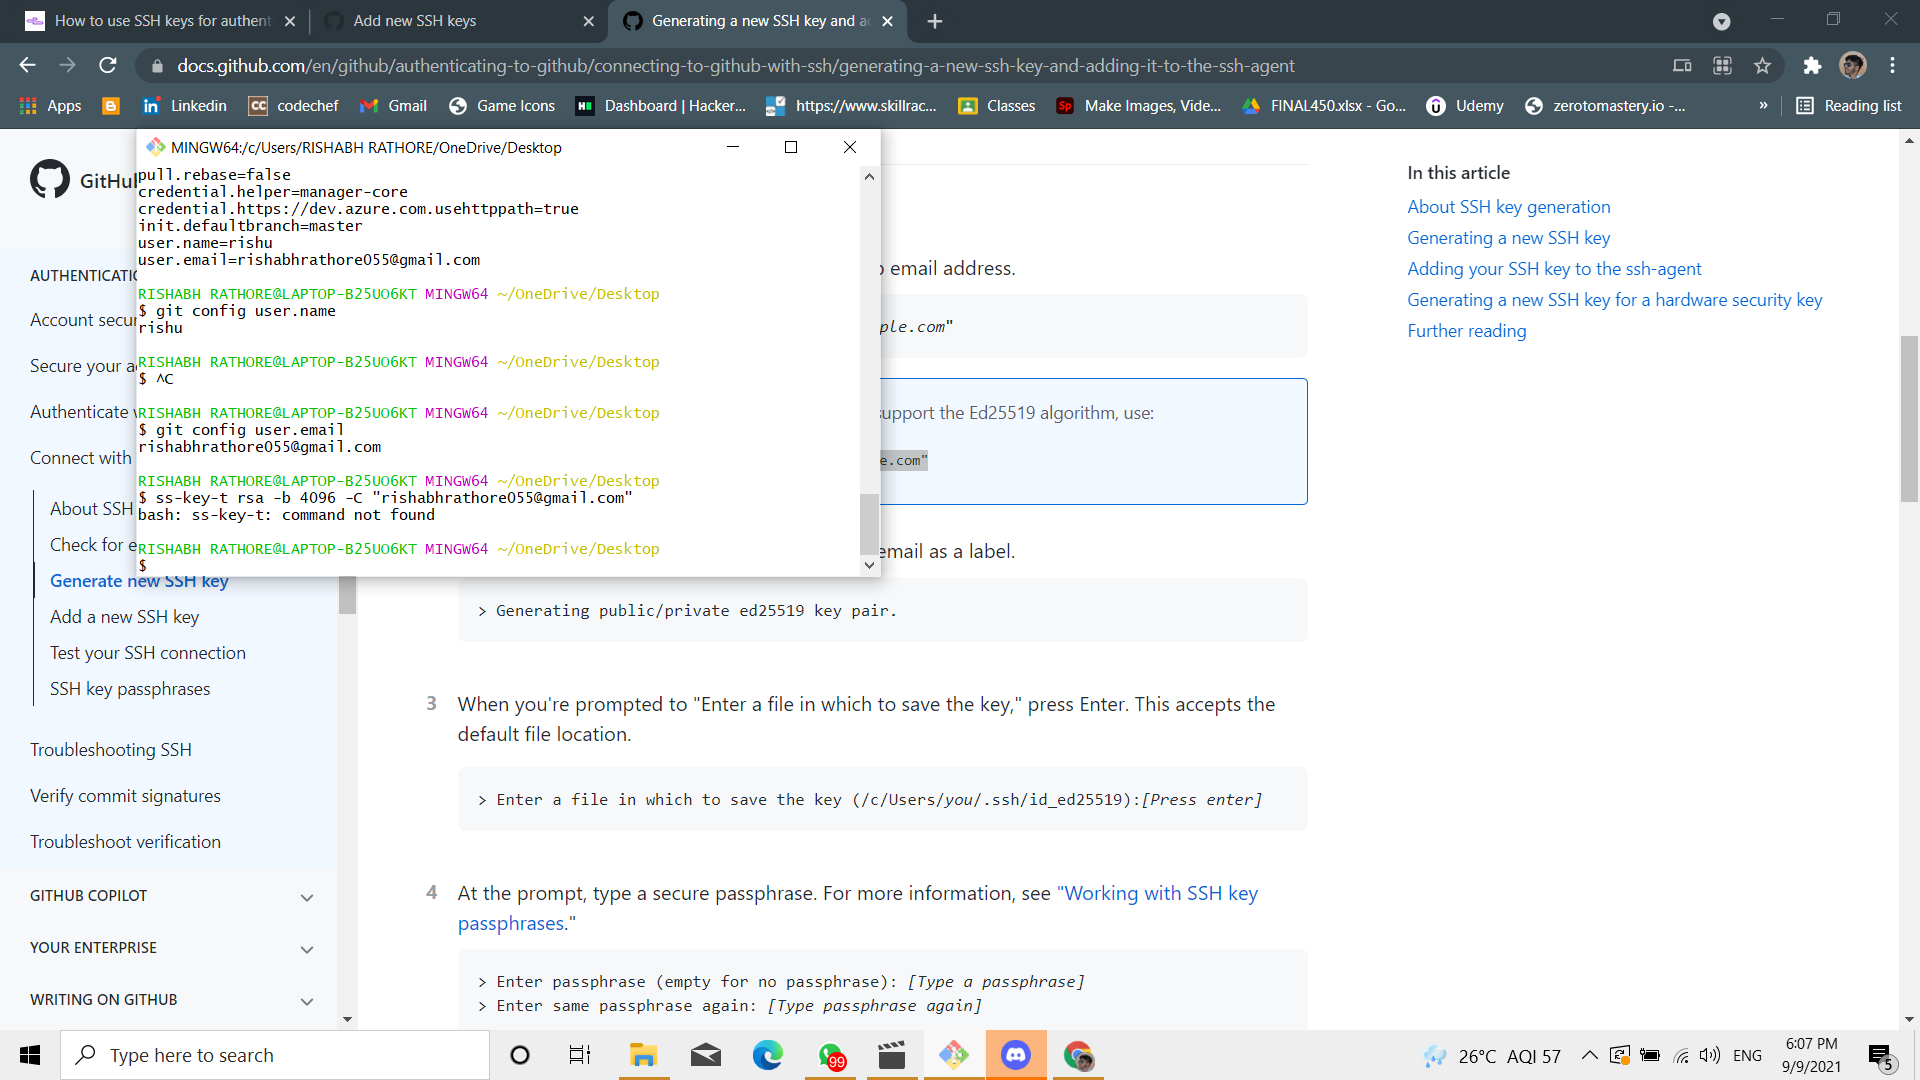 How to use SSH keys for authent
Add new SSH keys
Generating a new SSH key and ad
docs.github.com/en/github/authenticating-to-github/connecting-to-github-with-ssh/generating-a-new-ssh-key-and-adding-it-to-the-ssh-agent
Apps
Linkedin
CC
codechef
Gmail
Game Icons
Dashboard | Hacker...
https://www.skillrac...
Classes
Sp
Make Images, Vide...
FINAL450.xlsx - Go...
Udemy
zerotomastery.io -...
»
Reading list
MINGW64:/c/Users/RISHABH RATHORE/OneDrive/Desktop
pull.rebase=false
credential.helper=manager-core
credential.https://dev.azure.com.usehttppath=true
init.defaultbranch=master
user.name=rishu
user.email=rishabhrathore055@gmail.com
RISHABH RATHORE@LAPTOP-B25UO6KT MINGW64 ~/OneDrive/Desktop
$ git config user.name
rishu
RISHABH RATHORE@LAPTOP-B25UO6KT MINGW64 ~/OneDrive/Desktop
$ ^C
RISHABH RATHORE@LAPTOP-B25UO6KT MINGW64 ~/OneDrive/Desktop
$ git config user.email
rishabhrathore055@gmail.com
RISHABH RATHORE@LAPTOP-B25UO6KT MINGW64 ~/OneDrive/Desktop
$ ss-key-t rsa -b 4096 -C "rishabhrathore055@gmail.com"
bash: ss-key-t: command not found
RISHABH RATHORE@LAPTOP-B25UO6KT MINGW64 ~/OneDrive/Desktop
$
GitHu
AUTHENTICATIO
Account secur
Secure your a
Authenticate
Connect with
About SSH
Check for e
Generate new SSH key
Add a new SSH key
Test your SSH connection
SSH key passphrases
Troubleshooting SSH
Verify commit signatures
Troubleshoot verification
GITHUB COPILOT
YOUR ENTERPRISE
WRITING ON GITHUB
email address.
ple.com"
support the Ed25519 algorithm, use:
e.com"
email as a label.
> Generating public/private ed25519 key pair.
3 When you're prompted to "Enter a file in which to save the key," press Enter. This accepts the
default file location.
> Enter a file in which to save the key (/c/Users/you/.ssh/id_ed25519):[Press enter]
4 At the prompt, type a secure passphrase. For more information, see "Working with SSH key
passphrases."
> Enter passphrase (empty for no passphrase): [Type a passphrase]
> Enter same passphrase again: [Type passphrase again]
In this article
About SSH key generation
Generating a new SSH key
Adding your SSH key to the ssh-agent
Generating a new SSH key for a hardware security key
Further reading
Type here to search
99
26°C AQI 57
ENG
6:07 PM
9/9/2021
5